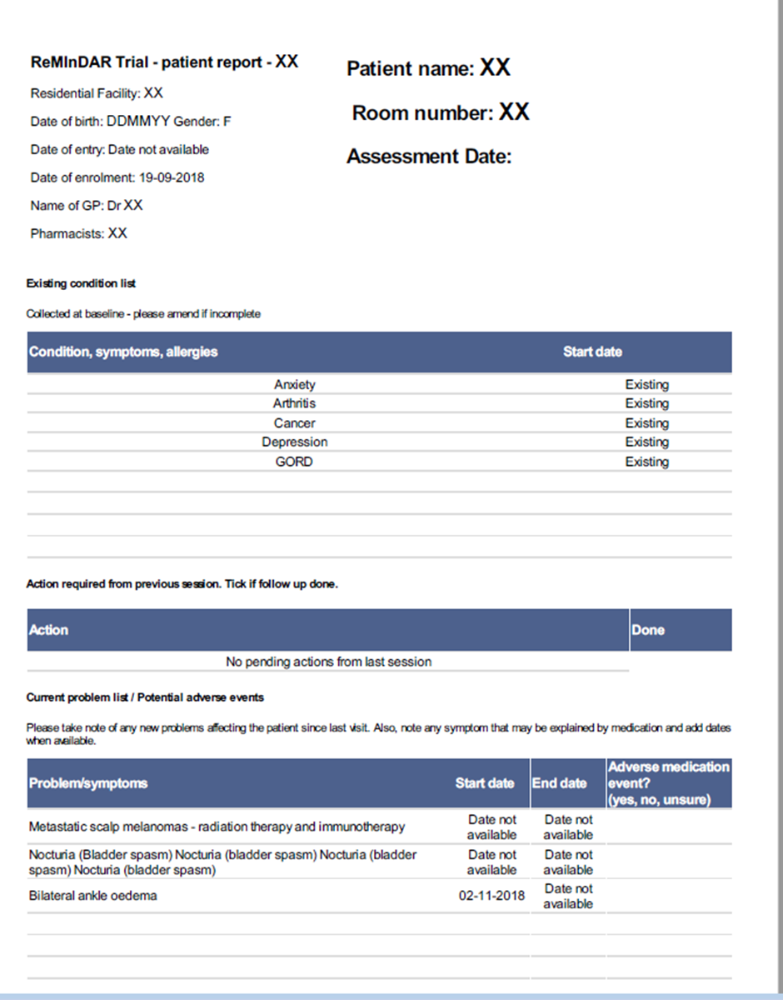 ReMInDAR Trial - patient report - XX
Residential Facility: XX
Date of birth: DDMMYY Gender: F
Date of entry: Date not available
Date of enrolment: 19-09-2018
Name of GP: Dr XX
Pharmacists: XX
Patient name: XX
Room number: XX
Assessment Date:
Existing condition list
Collected at baseline - please amend if incomplete
Condition, symptoms, allergies Start date
Anxiety Existing
Arthritis Existing
Cancer Existing
Depression Existing
GORD Existing
Action required from previous session. Tick if follow up done.
Action Done
No pending actions from last session
Current problem list / Potential adverse events
Please take note of any new problems affecting the patient since last visit. Also, note any symptom that may be explained by medication and add dates
when available.
Problem/symptoms Start date End date Adverse medication
event?
(yes, no, unsure)
Metastatic scalp melanomas - radiation therapy and immunotherapy Date not
available Date not
available
Nocturia (Bladder spasm) Nocturia (bladder spasm) Nocturia (bladder
spasm) Nocturia (bladder spasm) Date not
available Date not
available
Bilateral ankle oedema 02-11-2018 Date not
available